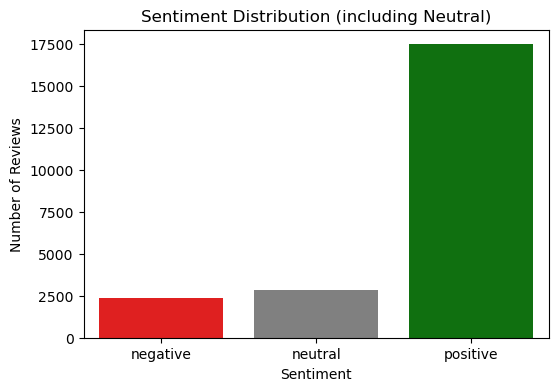 Sentiment Distribution (including Neutral)
17500
15000
12500
10000
7500
5000
2500
0
Number of Reviews
negative neutral positive
Sentiment